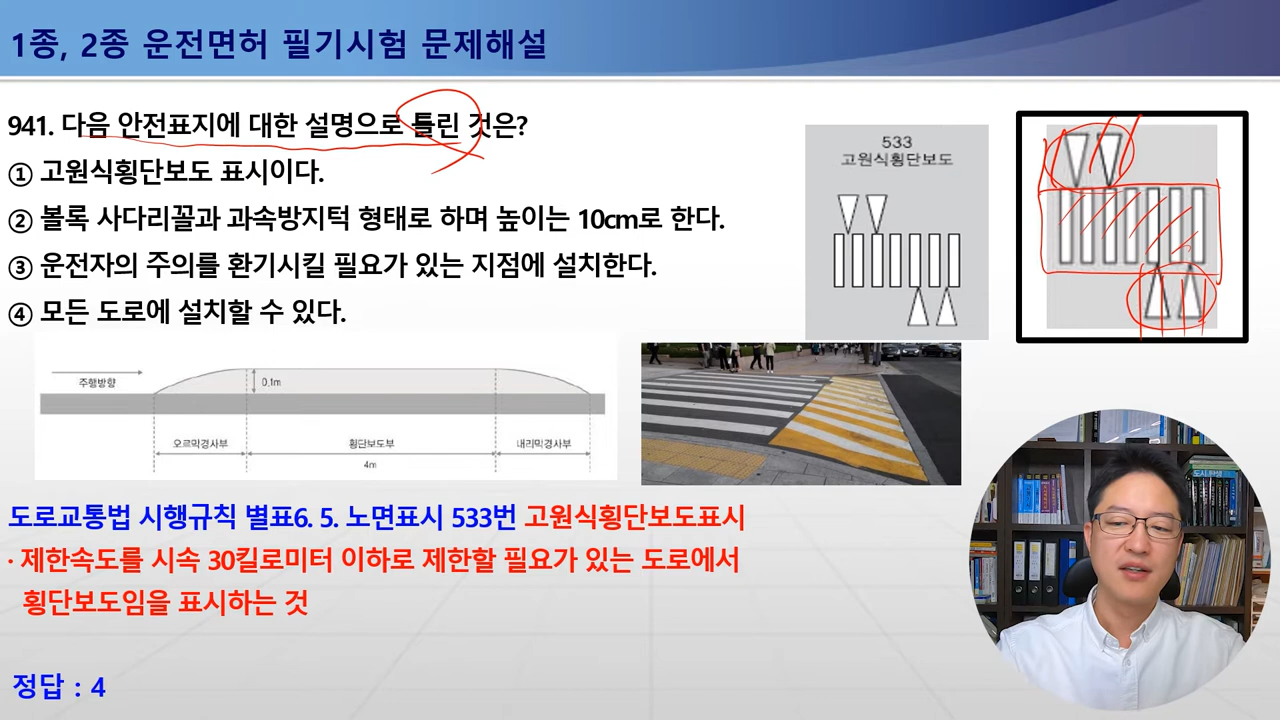 1종, 2종 운전면허 필기시험 문제해설
941. 다음 안전표지에 대한 설명으로 틀린 것은?
① 고원식횡단보도 표시이다.
② 볼록 사다리꼴과 과속방지턱 형태로 하며 높이는 10cm로 한다.
③ 운전자의 주의를 환기시킬 필요가 있는 지점에 설치한다.
④ 모든 도로에 설치할 수 있다.
533
고원식횡단보도
주행방향
0.1m
오르막경사부
횡단보도부
내리막경사부
4m
도로교통법 시행규칙 별표6. 5. 노면표시 533번 고원식횡단보도표시
· 제한속도를 시속 30킬로미터 이하로 제한할 필요가 있는 도로에서
횡단보도임을 표시하는 것
정답 : 4